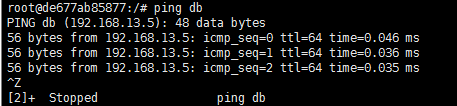 root@de677ab85877:/# ping db
PING db (192.168.13.5): 48 data bytes
56 bytes from 192.168.13.5: icmp_seq=0 ttl=64 time=0.046 ms
56 bytes from 192.168.13.5: icmp_seq=1 ttl=64 time=0.036 ms
56 bytes from 192.168.13.5: icmp_seq=2 ttl=64 time=0.035 ms
^Z
[2]+  Stopped                 ping db